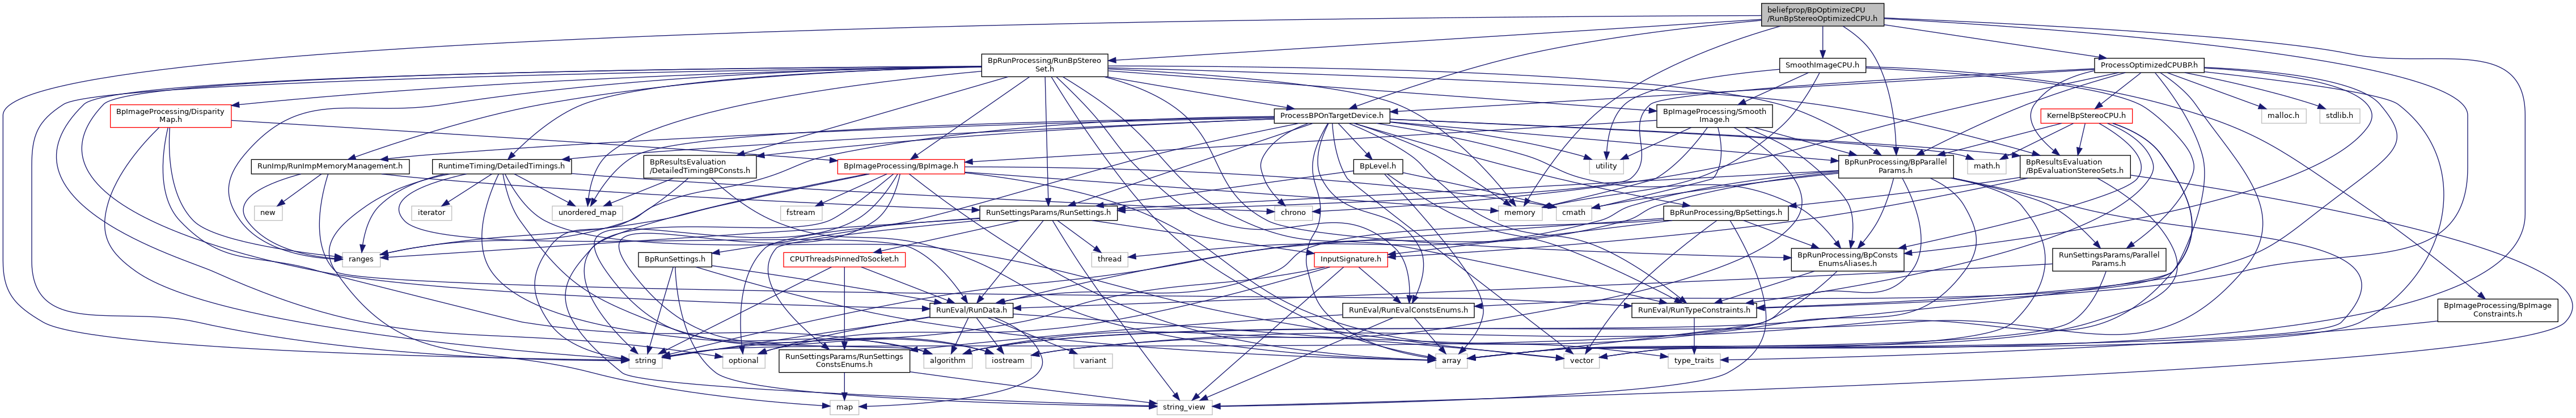 beliefprop/BpOptimizeCPU
/RunBpStereoOptimizedCPU.h
BpRunProcessing/RunBpStereo
Set.h
SmoothImageCPU.h
ProcessOptimizedCPUBP.h
BpImageProcessing/Disparity
Map.h
ProcessBPOnTargetDevice.h
BpImageProcessing/Smooth
Image.h
KernelBpStereoCPU.h
malloc.h
stdlib.h
RunImp/RunImpMemoryManagement.h
RuntimeTiming/DetailedTimings.h
BpResultsEvaluation
/DetailedTimingBPConsts.h
BpImageProcessing/BpImage.h
BpLevel.h
utility
BpRunProcessing/BpParallel
Params.h
math.h
BpResultsEvaluation
/BpEvaluationStereoSets.h
new
iterator
unordered_map
fstream
chrono
RunSettingsParams/RunSettings.h
memory
cmath
BpRunProcessing/BpSettings.h
ranges
BpRunSettings.h
CPUThreadsPinnedToSocket.h
thread
InputSignature.h
BpRunProcessing/BpConsts
EnumsAliases.h
RunSettingsParams/Parallel
Params.h
RunEval/RunData.h
RunEval/RunEvalConstsEnums.h
RunEval/RunTypeConstraints.h
BpImageProcessing/BpImage
Constraints.h
string
optional
RunSettingsParams/RunSettings
ConstsEnums.h
algorithm
iostream
variant
array
vector
type_traits
map
string_view